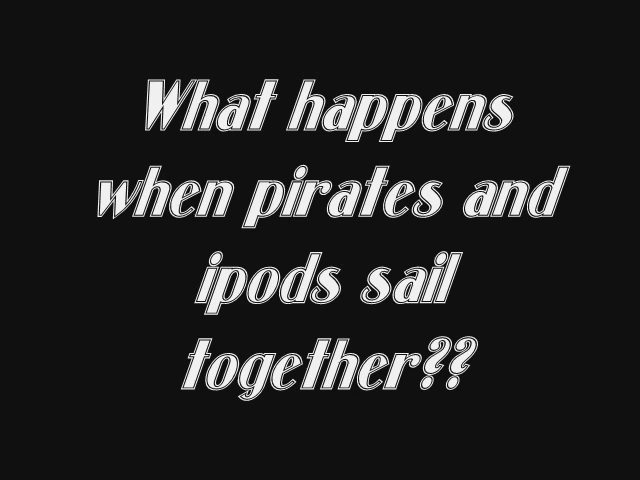 What happens
when pirates and
ipods sail
together??